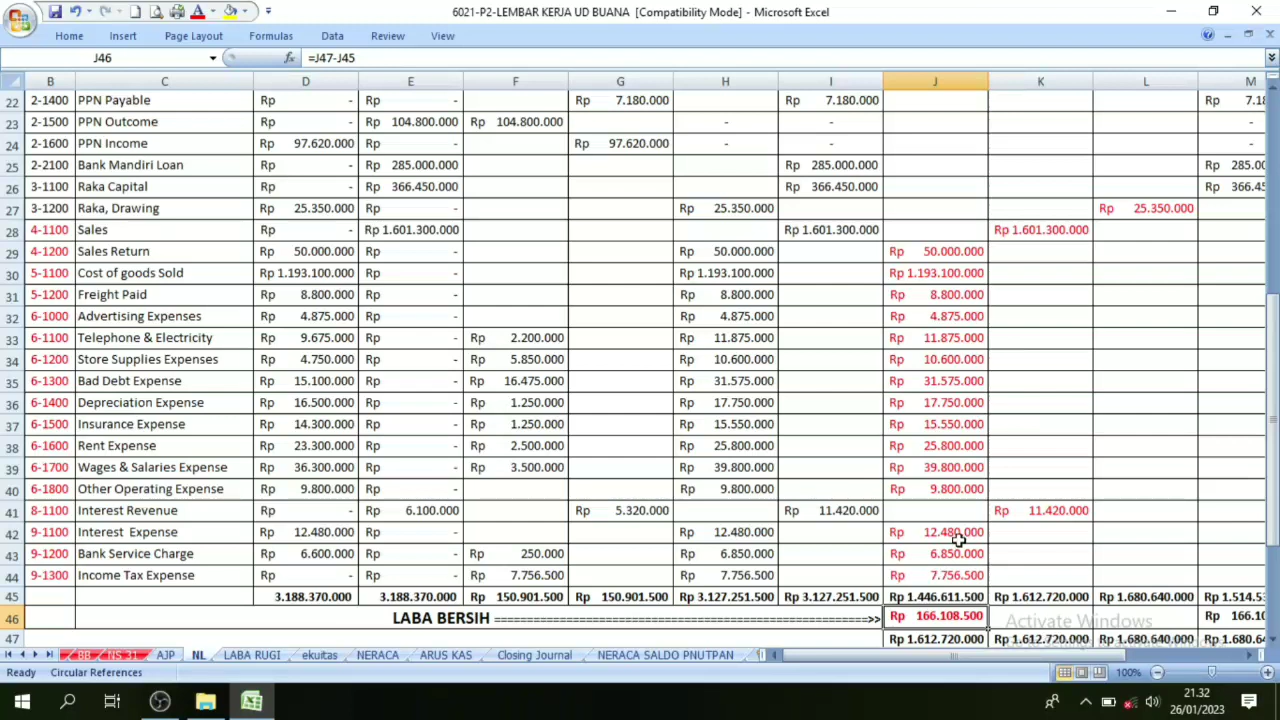 6021-P2-LEMBAR KERJA UD BUANA [Compatibility Mode] - Microsoft Excel
Home Insert Page Layout Formulas Data Review View
J46 fx =J47-J45
B C D E F G H I J K L M
22 2-1400 PPN Payable Rp - Rp - Rp 7.180.000 Rp 7.180.000 Rp 7.18
23 2-1500 PPN Outcome Rp - Rp 104.800.000 Rp 104.800.000 - - -
24 2-1600 PPN Income Rp 97.620.000 Rp - Rp 97.620.000 - - -
25 2-2100 Bank Mandiri Loan Rp - Rp 285.000.000 Rp 285.000.000 Rp 285.0
26 3-1100 Raka Capital Rp - Rp 366.450.000 Rp 366.450.000 Rp 366.45
27 3-1200 Raka, Drawing Rp 25.350.000 Rp - Rp 25.350.000 Rp 25.350.000
28 4-1100 Sales Rp - Rp 1.601.300.000 Rp 1.601.300.000 Rp 1.601.300.000
29 4-1200 Sales Return Rp 50.000.000 Rp - Rp 50.000.000 Rp 50.000.000
30 5-1100 Cost of goods Sold Rp 1.193.100.000 Rp - Rp 1.193.100.000 Rp 1.193.100.000
31 5-1200 Freight Paid Rp 8.800.000 Rp - Rp 8.800.000 Rp 8.800.000
32 6-1000 Advertising Expenses Rp 4.875.000 Rp - Rp 4.875.000 Rp 4.875.000
33 6-1100 Telephone & Electricity Rp 9.675.000 Rp - Rp 2.200.000 Rp 11.875.000 Rp 11.875.000
34 6-1200 Store Supplies Expenses Rp 4.750.000 Rp - Rp 5.850.000 Rp 10.600.000 Rp 10.600.000
35 6-1300 Bad Debt Expense Rp 15.100.000 Rp - Rp 16.475.000 Rp 31.575.000 Rp 31.575.000
36 6-1400 Depreciation Expense Rp 16.500.000 Rp - Rp 1.250.000 Rp 17.750.000 Rp 17.750.000
37 6-1500 Insurance Expense Rp 14.300.000 Rp - Rp 1.250.000 Rp 15.550.000 Rp 15.550.000
38 6-1600 Rent Expense Rp 23.300.000 Rp - Rp 2.500.000 Rp 25.800.000 Rp 25.800.000
39 6-1700 Wages & Salaries Expense Rp 36.300.000 Rp - Rp 3.500.000 Rp 39.800.000 Rp 39.800.000
40 6-1800 Other Operating Expense Rp 9.800.000 Rp - Rp 9.800.000 Rp 9.800.000
41 8-1100 Interest Revenue Rp - Rp 6.100.000 Rp 5.320.000 Rp 11.420.000 Rp 11.420.000
42 9-1100 Interest Expense Rp 12.480.000 Rp - Rp 12.480.000 Rp 12.480.000
43 9-1200 Bank Service Charge Rp 6.600.000 Rp - Rp 250.000 Rp 6.850.000 Rp 6.850.000
44 9-1300 Income Tax Expense Rp - Rp - Rp 7.756.500 Rp 7.756.500 Rp 7.756.500
45 3.188.370.000 3.188.370.000 Rp 150.901.500 Rp 150.901.500 Rp 3.127.251.500 Rp 3.127.251.500 Rp 1.446.611.500 Rp 1.612.720.000 Rp 1.680.640.000 Rp 1.514.53
46 LABA BERSIH =====>> Rp 166.108.500 Rp 166.10
Activate Windows
47 Rp 1.612.720.000 Rp 1.612.720.000 Rp 1.680.640.000 Rp 1.680.64
BB NS 31 AJP NL LABA RUGI ekuitas NERACA ARUS KAS Closing Journal NERACA SALDO PNUTPAN
Ready Circular References 100%
21.32
26/01/2023